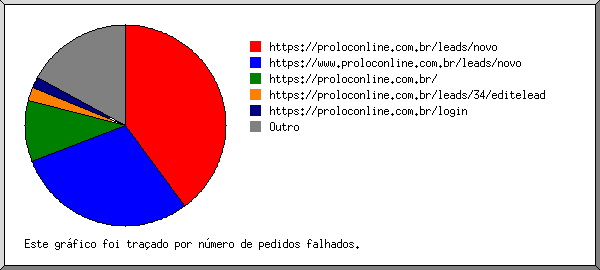 https://proloconline.com.br/leads/novo
https://www.proloconline.com.br/leads/novo
https://proloconline.com.br/
https://proloconline.com.br/leads/34/editelead
https://proloconline.com.br/login
Outro
Este gráfico foi traçado por número de pedidos falhados.